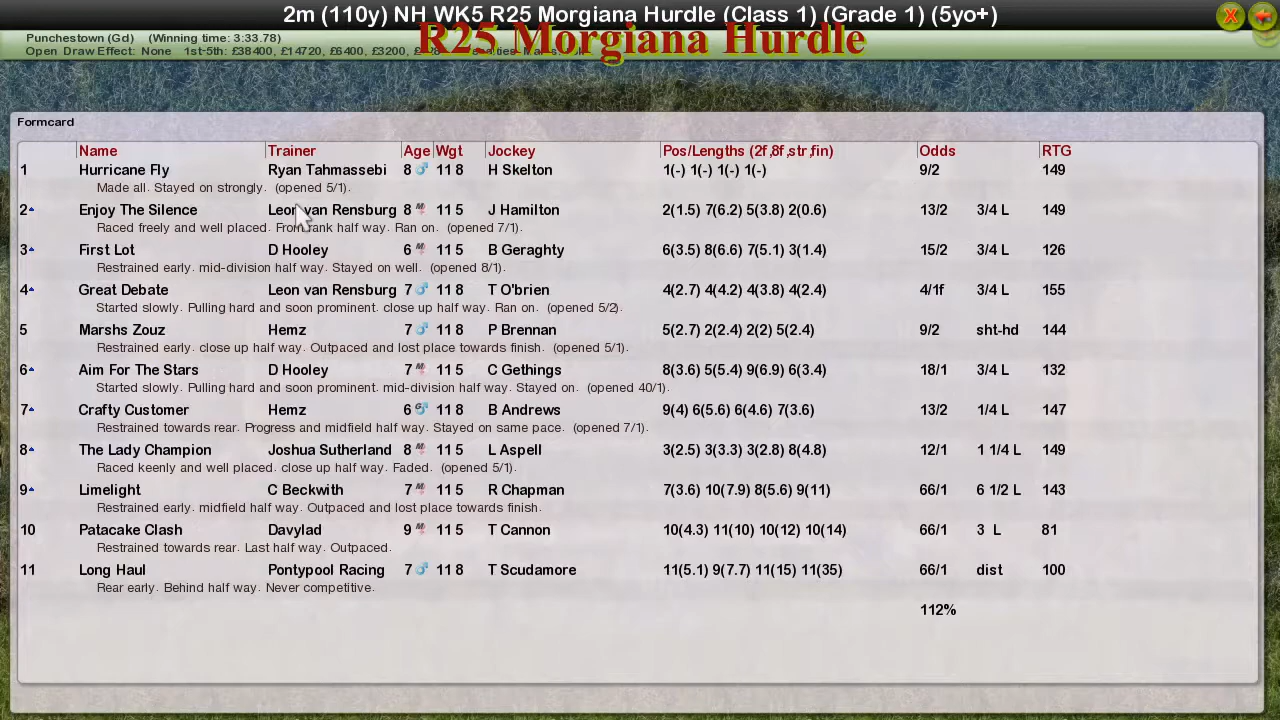 2m (110y) NH WK5 R25 Morgiana Hurdle (Class 1) (Grade 1) (5yo+)
R25 Morgiana Hurdle
Punchestown (Gd) (Winning time: 3:33.78)
Open Draw Effect: None 1st-5th: £38400, £14720, £6400, £3200,
Formcard
Name Trainer Age Wgt Jockey Pos/Lengths (2f,8f,str,fin) Odds RTG
1 Hurricane Fly Ryan Tahmassebi 8 11 8 H Skelton 1(-) 1(-) 1(-) 1(-) 9/2 149
Made all. Stayed on strongly. (opened 5/1).
2 Enjoy The Silence Leon van Rensburg 8 11 5 J Hamilton 2(1.5) 7(6.2) 5(3.8) 2(0.6) 13/2 3/4 L 149
Raced freely and well placed. Front rank half way. Ran on. (opened 7/1).
3 First Lot D Hooley 6 11 5 B Geraghty 6(3.5) 8(6.6) 7(5.1) 3(1.4) 15/2 3/4 L 126
Restrained early. mid-division half way. Stayed on well. (opened 8/1).
4 Great Debate Leon van Rensburg 7 11 8 T O'brien 4(2.7) 4(4.2) 4(3.8) 4(2.4) 4/1f 3/4 L 155
Started slowly. Pulling hard and soon prominent. close up half way. Ran on. (opened 5/2).
5 Marshs Zouz Hemz 7 11 8 P Brennan 5(2.7) 2(2.4) 2(2) 5(2.4) 9/2 sht-hd 144
Restrained early. close up half way. Outpaced and lost place towards finish. (opened 5/1).
6 Aim For The Stars D Hooley 7 11 5 C Gethings 8(3.6) 5(5.4) 9(6.9) 6(3.4) 18/1 3/4 L 132
Started slowly. Pulling hard and soon prominent. mid-division half way. Stayed on. (opened 40/1).
7 Crafty Customer Hemz 6 11 8 B Andrews 9(4) 6(5.6) 6(4.6) 7(3.6) 13/2 1/4 L 147
Restrained towards rear. Progress and midfield half way. Stayed on same pace. (opened 7/1).
8 The Lady Champion Joshua Sutherland 8 11 5 L Aspell 3(2.5) 3(3.3) 3(2.8) 8(4.8) 12/1 1 1/4 L 149
Raced keenly and well placed. close up half way. Faded. (opened 5/1).
9 Limelight C Beckwith 7 11 5 R Chapman 7(3.6) 10(7.9) 8(5.6) 9(11) 66/1 6 1/2 L 143
Restrained early. midfield half way. Outpaced and lost place towards finish.
10 Patacake Clash Davylad 9 11 5 T Cannon 10(4.3) 11(10) 10(12) 10(14) 66/1 3 L 81
Restrained towards rear. Last half way. Outpaced.
11 Long Haul Pontypool Racing 7 11 8 T Scudamore 11(5.1) 9(7.7) 11(15) 11(35) 66/1 dist 100
Rear early. Behind half way. Never competitive.
112%